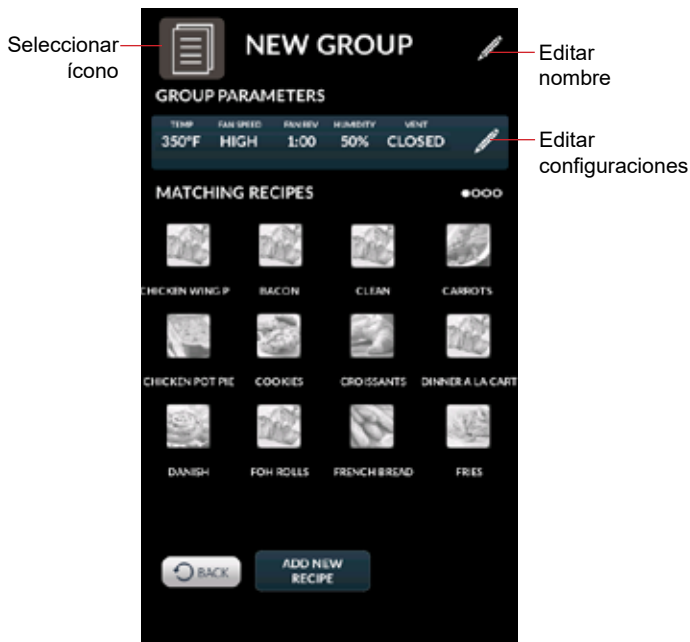 Seleccionar
ícono
NEW GROUP
Editar
nombre
GROUP PARAMETERS
TEMP FAN SPEED FAN REV HUMIDITY VENT
350°F HIGH 1:00 50% CLOSED
Editar
configuraciones
MATCHING RECIPES
CHICKEN WING P BACON CLEAN CARROTS
CHICKEN POT PIE COOKIES CROISSANTS DINNER A LA CART
DANISH FOH ROLLS FRENCH BREAD FRIES
BACK
ADD NEW
RECIPE